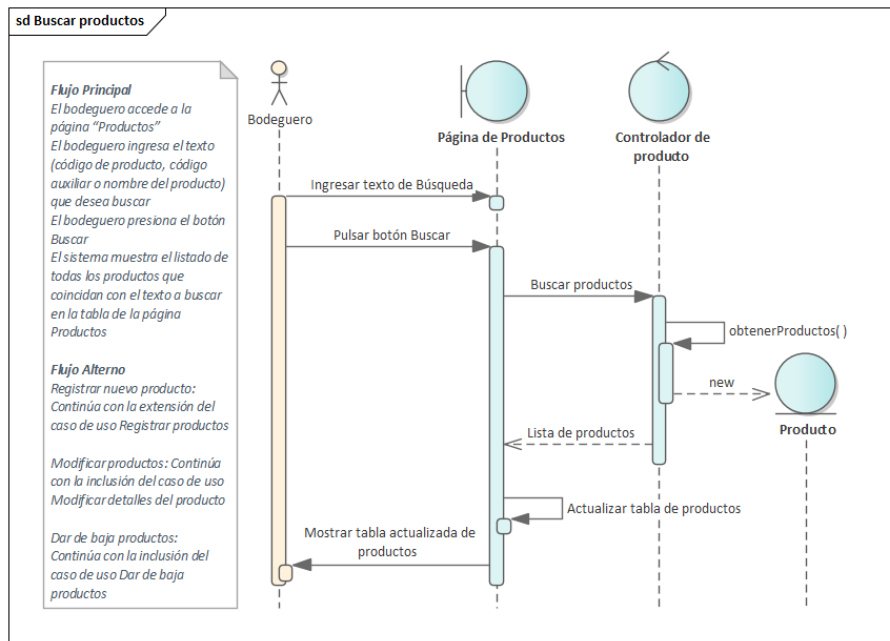 sd Buscar productos
Flujo Principal
El bodeguero accede a la
página “Productos”
El bodeguero ingresa el texto
(código de producto, código
auxiliar o nombre del producto)
que desea buscar
El bodeguero presiona el botón
Buscar
El sistema muestra el listado de
todas los productos que
coincidan con el texto a buscar
en la tabla de la página
Productos
Flujo Alterno
Registrar nuevo producto:
Continúa con la extensión del
caso de uso Registrar productos
Modificar productos: Continúa
con la inclusión del caso de uso
Modificar detalles del producto
Dar de baja productos:
Continúa con la inclusión del
caso de uso Dar de baja
productos
Bodeguero
Página de Productos
Controlador de
producto
Ingresar texto de Búsqueda
Pulsar botón Buscar
Buscar productos
obtenerProductos( )
new
Producto
Lista de productos
Actualizar tabla de productos
Mostrar tabla actualizada de
productos